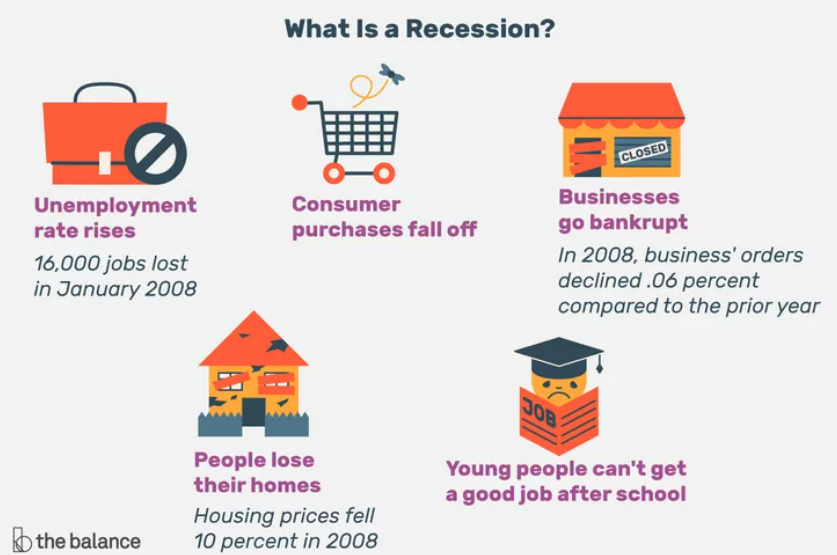 What Is a Recession?
Unemployment
rate rises
16,000 jobs lost
in January 2008
Consumer
purchases fall off
CLOSED
Businesses
go bankrupt
In 2008, business' orders
declined .06 percent
compared to the prior year
People lose
their homes
Housing prices fell
10 percent in 2008
JOB
Young people can't get
a good job after school
the balance